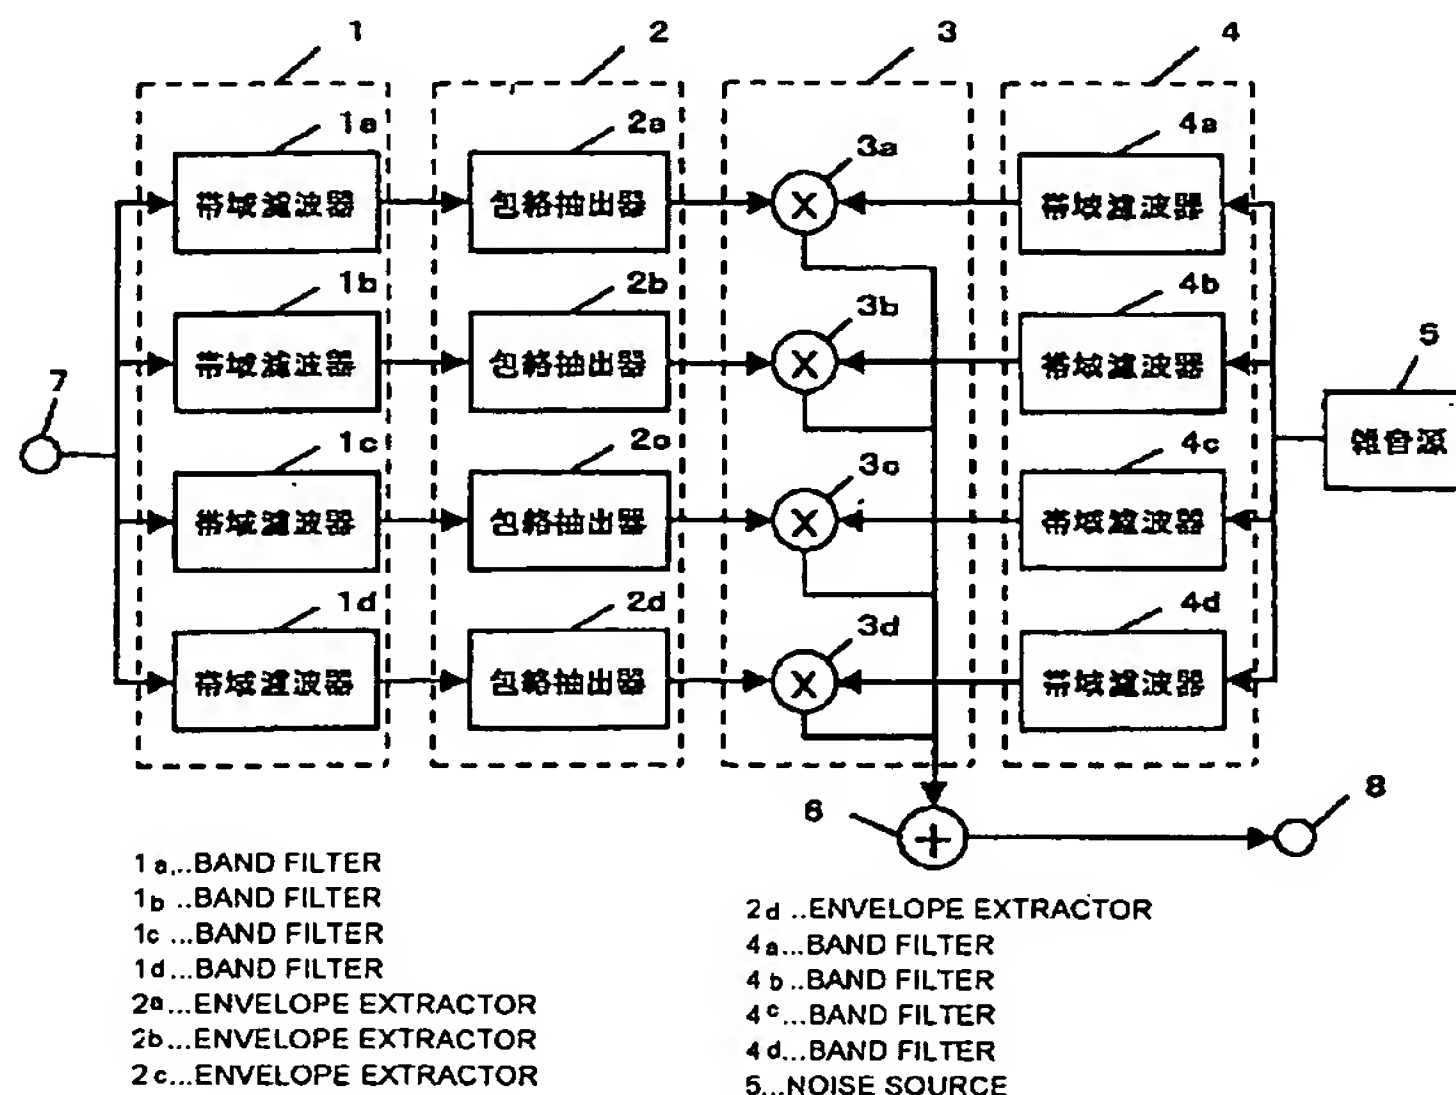 1 2 3 4
1a 2a 3a 4a
帯域濾波器 包絡抽出器 × 帯域濾波器
1b 2b 3b 4b
帯域濾波器 包絡抽出器 × 帯域濾波器
5
7
雑音源
1c 2c 3c 4c
帯域濾波器 包絡抽出器 × 帯域濾波器
1d 2d 3d 4d
帯域濾波器 包絡抽出器 × 帯域濾波器
6 + 8
1a...BAND FILTER
1b...BAND FILTER
1c...BAND FILTER
1d...BAND FILTER
2a...ENVELOPE EXTRACTOR
2b...ENVELOPE EXTRACTOR
2c...ENVELOPE EXTRACTOR
2d..ENVELOPE EXTRACTOR
4a...BAND FILTER
4b..BAND FILTER
4c...BAND FILTER
4d...BAND FILTER
5...NOISE SOURCE